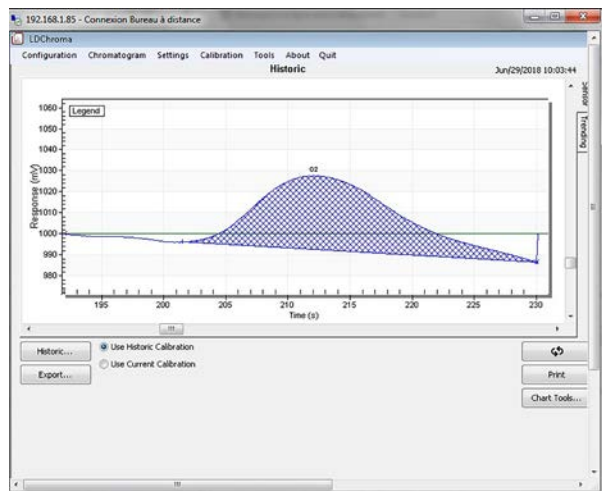 192.168.1.85 - Connexion Bureau à distance
LDChroma
Configuration Chromatogram Settings Calibration Tools About Quit
Historic
Jun/29/2018 10:03:44
Sensor
Trending
Legend
02
Response (mV)
1060
1050
1040
1030
1020
1010
1000
990
980
195 200 205 210 215 220 225 230
Time (s)
Historic...
Use Historic Calibration
Export...
Use Current Calibration
Print
Chart Tools...